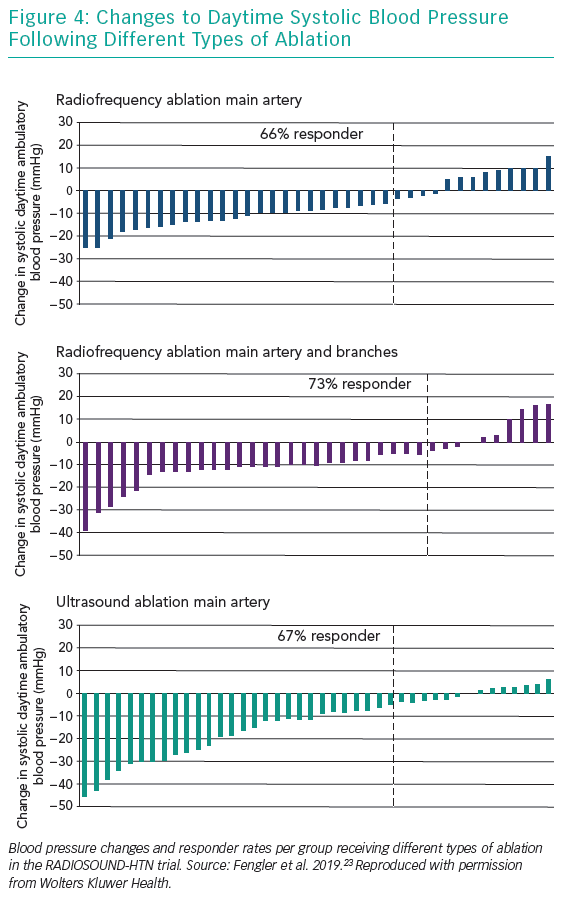 Figure 4: Changes to Daytime Systolic Blood Pressure
Following Different Types of Ablation
Radiofrequency ablation main artery
Change in systolic daytime ambulatory
blood pressure (mmHg)
30
20
10
0
−10
−20
−30
−40
−50
66% responder
Radiofrequency ablation main artery and branches
Change in systolic daytime ambulatory
blood pressure (mmHg)
30
20
10
0
−10
−20
−30
−40
−50
73% responder
Ultrasound ablation main artery
Change in systolic daytime ambulatory
blood pressure (mmHg)
30
20
10
0
−10
−20
−30
−40
−50
67% responder
Blood pressure changes and responder rates per group receiving different types of ablation
in the RADIOSOUND-HTN trial. Source: Fengler et al. 2019.²³ Reproduced with permission
from Wolters Kluwer Health.